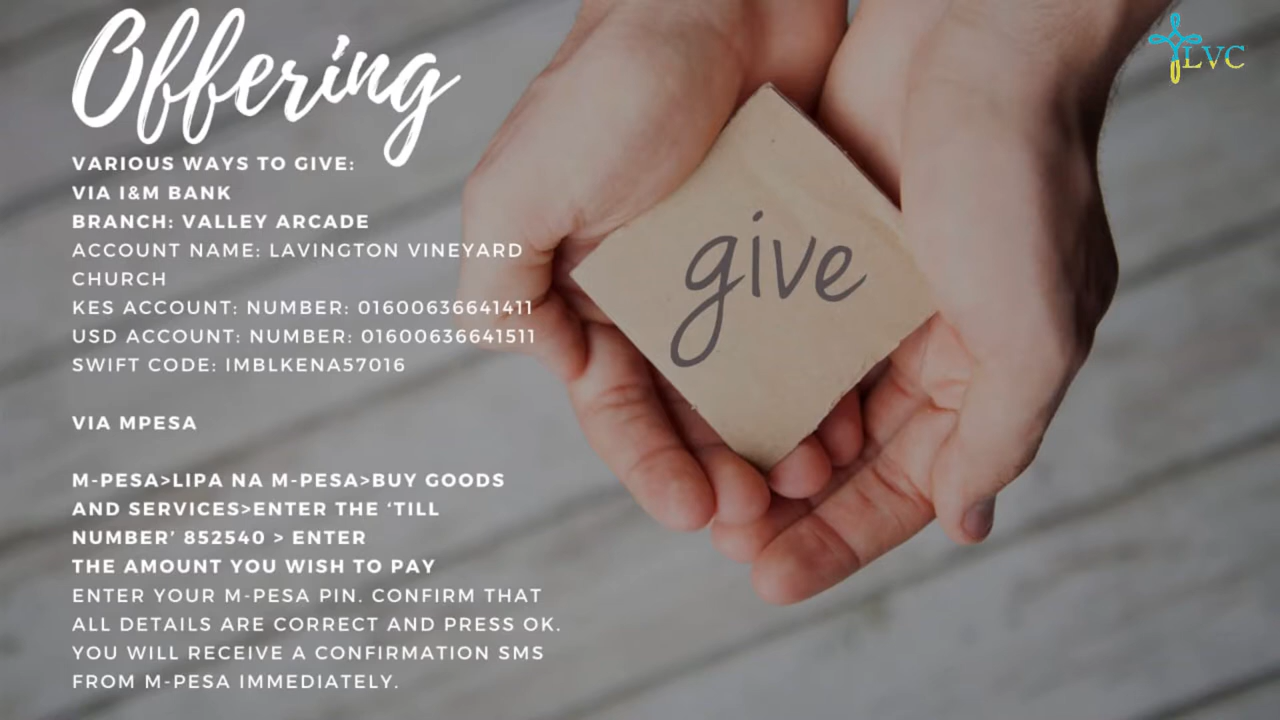 Offering
LVC
VARIOUS WAYS TO GIVE:
VIA I&M BANK
BRANCH: VALLEY ARCADE
ACCOUNT NAME: LAVINGTON VINEYARD
CHURCH
KES ACCOUNT: NUMBER: 01600636641411
USD ACCOUNT: NUMBER: 01600636641511
SWIFT CODE: IMBLKENA57016
VIA MPESA
M-PESA>LIPA NA M-PESA>BUY GOODS
AND SERVICES>ENTER THE ‘TILL
NUMBER’ 852540 > ENTER
THE AMOUNT YOU WISH TO PAY
ENTER YOUR M-PESA PIN. CONFIRM THAT
ALL DETAILS ARE CORRECT AND PRESS OK.
YOU WILL RECEIVE A CONFIRMATION SMS
FROM M-PESA IMMEDIATELY.
give